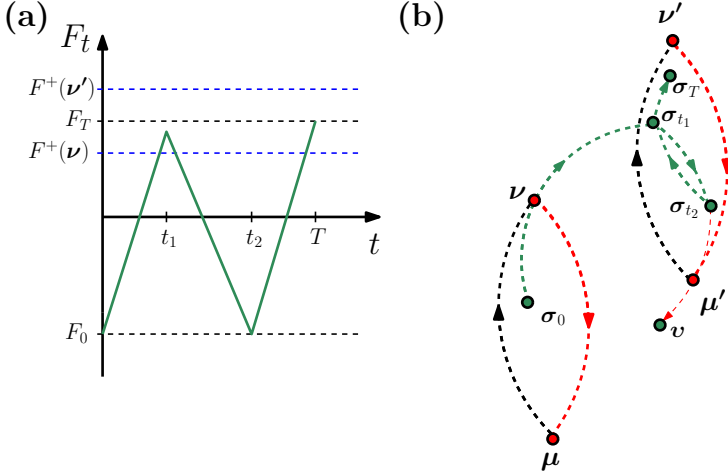 (a)
F_t
F^+(ν')
F_T
F^+(ν)
t_1
t_2
T
t
F_0
(b)
ν'
σ_T
σ_{t_1}
ν
σ_{t_2}
μ'
σ_0
υ
μ